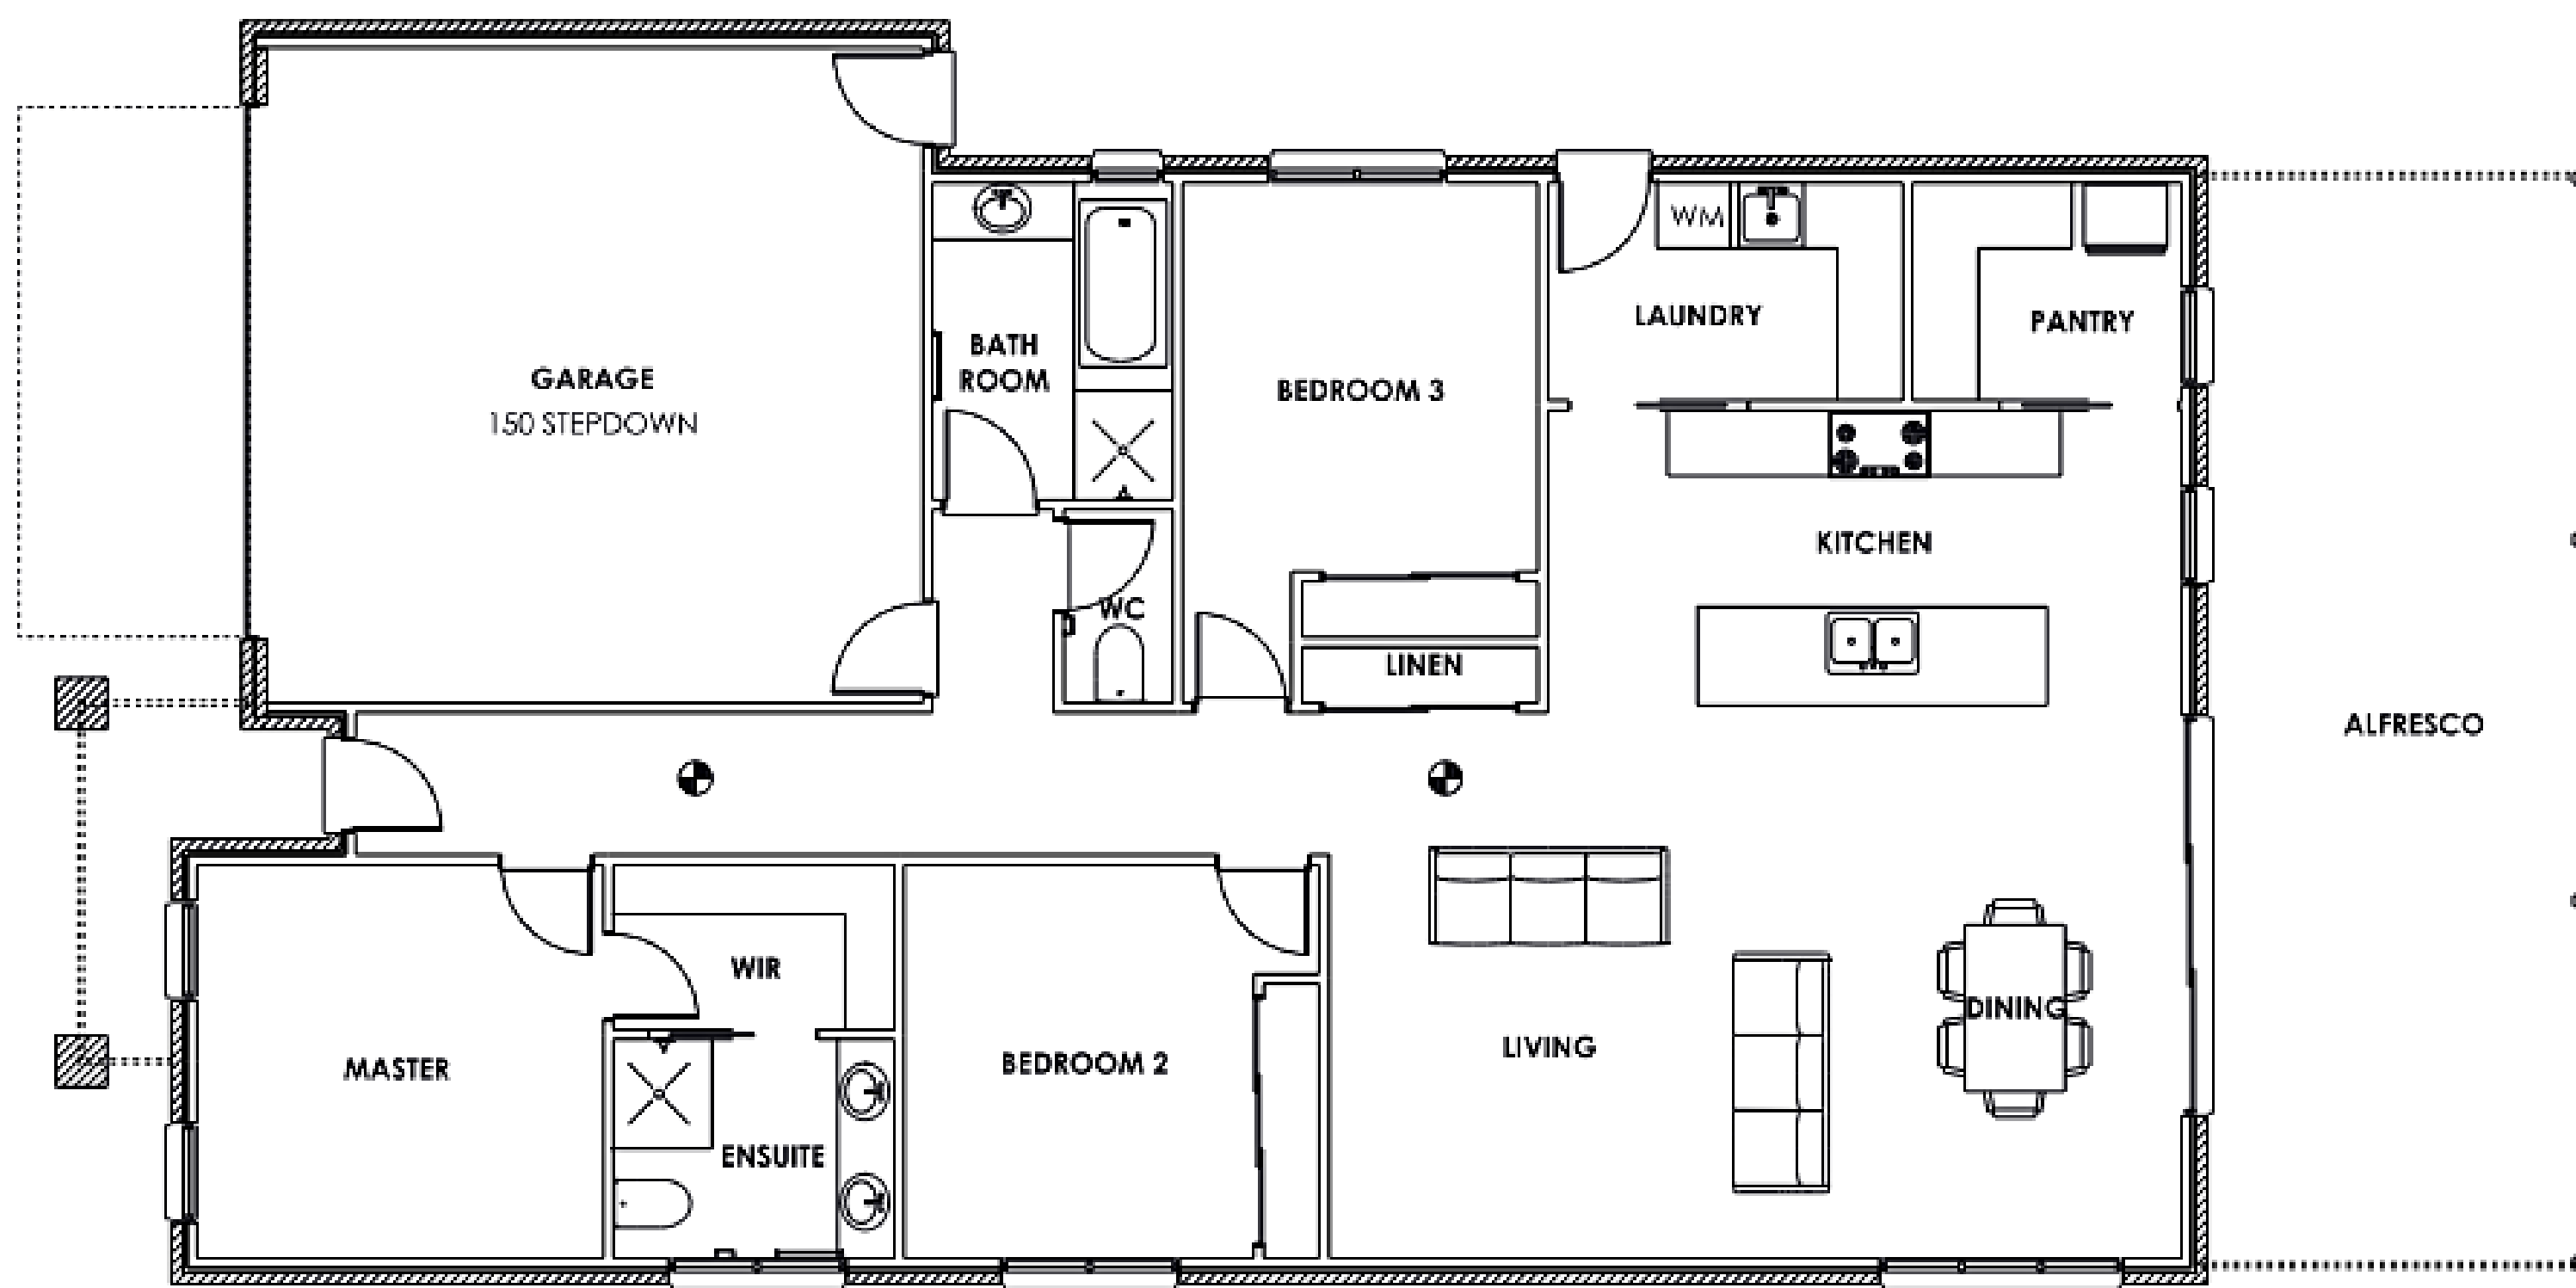 WM
LAUNDRY
PANTRY
BATH
ROOM
GARAGE
150 STEPDOWN
BEDROOM 3
KITCHEN
WC
LINEN
ALFRESCO
WIR
DINING
LIVING
MASTER
BEDROOM 2
ENSUITE